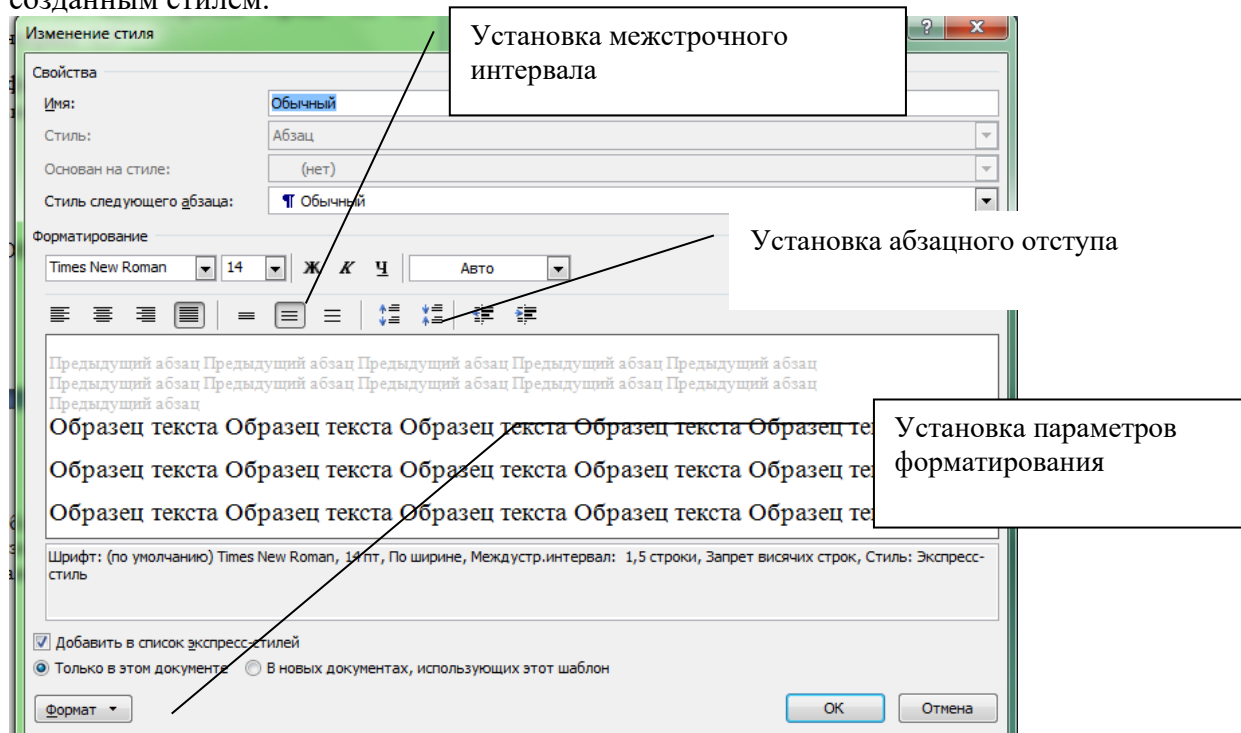 созданным стилем.
Изменение стиля
Установка межстрочного
интервала
Свойства
Имя:
Обычный
Стиль:
Абзац
Основан на стиле:
(нет)
Стиль следующего абзаца:
¶ Обычный
Форматирование
Установка абзацного отступа
Times New Roman 14 Ж К Ч Авто
Предыдущий абзац Предыдущий абзац Предыдущий абзац Предыдущий абзац Предыдущий абзац
Предыдущий абзац Предыдущий абзац Предыдущий абзац Предыдущий абзац Предыдущий абзац
Предыдущий абзац
Образец текста Образец текста Образец текста Образец текста Образец
Образец текста Образец текста Образец текста Образец текста Образец
Образец текста Образец текста Образец текста Образец текста Образец
Установка параметров
форматирования
Шрифт: (по умолчанию) Times New Roman, 14 пт, По ширине, Междустр.интервал: 1,5 строки, Запрет висячих строк, Стиль: Экспресс-
стиль
Добавить в список экспресс-стилей
Только в этом документе В новых документах, использующих этот шаблон
Формат
ОК
Отмена